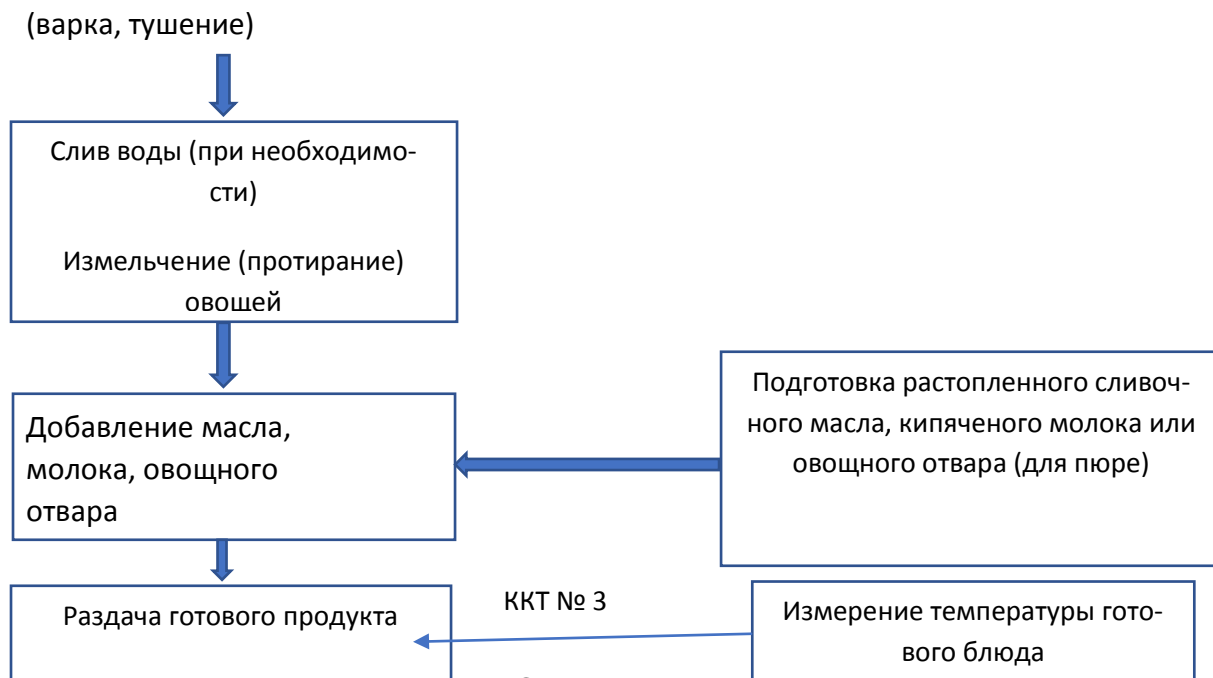 (варка, тушение)
Слив воды (при необходимо-
сти)
Измельчение (протирание)
овощей
Добавление масла,
молока, овощного
отвара
Подготовка растопленного сливоч-
ного масла, кипяченого молока или
овощного отвара (для пюре)
Раздача готового продукта
ККТ № 3
Измерение температуры гото-
вого блюда